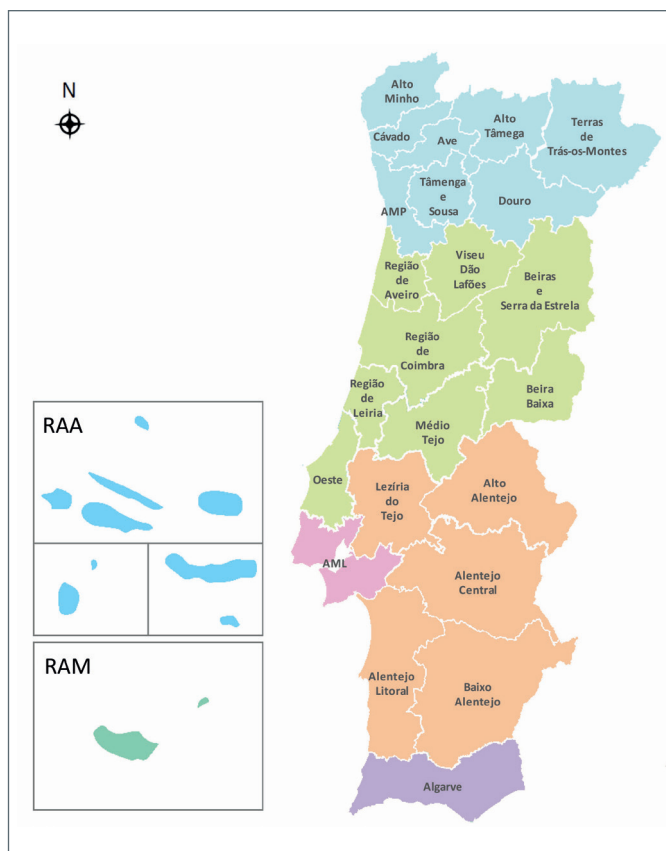 N
Alto
Minho
Cávado
Ave
Alto
Tâmega
Terras
de
Trás-os-Montes
AMP
Tâmenga
e
Sousa
Douro
Região
de
Aveiro
Viseu
Dão
Lafões
Beiras
e
Serra da Estrela
Região
de
Coimbra
Região
de
Leiria
Médio
Tejo
Beira
Baixa
RAA
Oeste
Lezíria
do
Tejo
Alto
Alentejo
AML
Alentejo
Central
RAM
Alentejo
Litoral
Baixo
Alentejo
Algarve